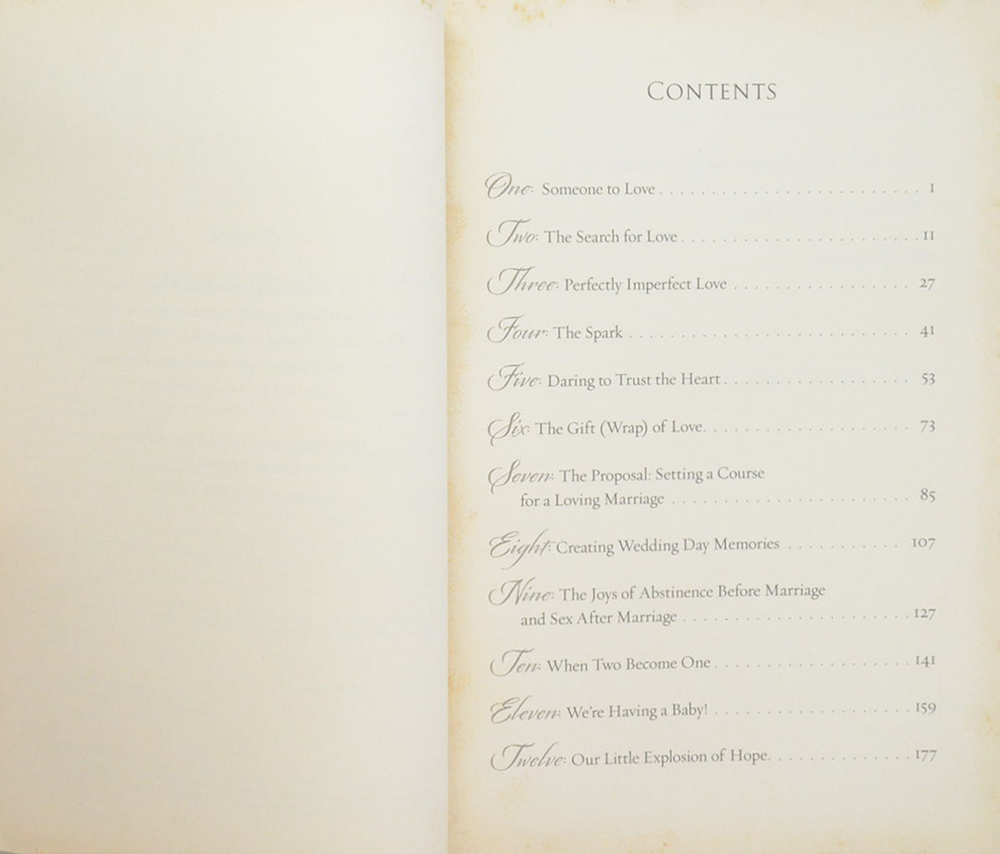 CONTENTS
One: Someone to Love . . . . . . . . . . . . . . . . . . . . . . . . 1
Two: The Search for Love . . . . . . . . . . . . . . . . . . . . . . 11
Three: Perfectly Imperfect Love . . . . . . . . . . . . . . . . . 27
Four: The Spark . . . . . . . . . . . . . . . . . . . . . . . . . . 41
Five: Daring to Trust the Heart . . . . . . . . . . . . . . . . . 53
Six: The Gift (Wrap) of Love. . . . . . . . . . . . . . . . . . . 73
Seven: The Proposal: Setting a Course
for a Loving Marriage . . . . . . . . . . . . . . . . . . . . . . 85
Eight: Creating Wedding Day Memories . . . . . . . . . . . 107
Nine: The Joys of Abstinence Before Marriage
and Sex After Marriage . . . . . . . . . . . . . . . . . . . . . 127
Ten: When Two Become One . . . . . . . . . . . . . . . . . . 141
Eleven: We're Having a Baby! . . . . . . . . . . . . . . . . . . 159
Twelve: Our Little Explosion of Hope. . . . . . . . . . . . . 177